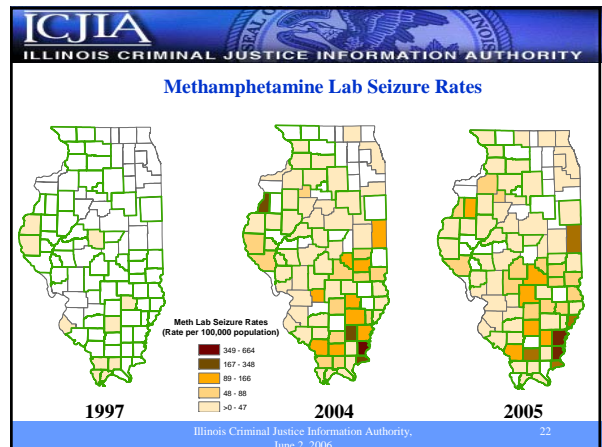 ICJIA
ILLINOIS CRIMINAL JUSTICE INFORMATION AUTHORITY
Methamphetamine Lab Seizure Rates
Meth Lab Seizure Rates
(Rate per 100,000 population)
349 - 664
167 - 348
89 - 166
48 - 88
>0 - 47
1997
2004
2005
Illinois Criminal Justice Information Authority,
June 2, 2006
22